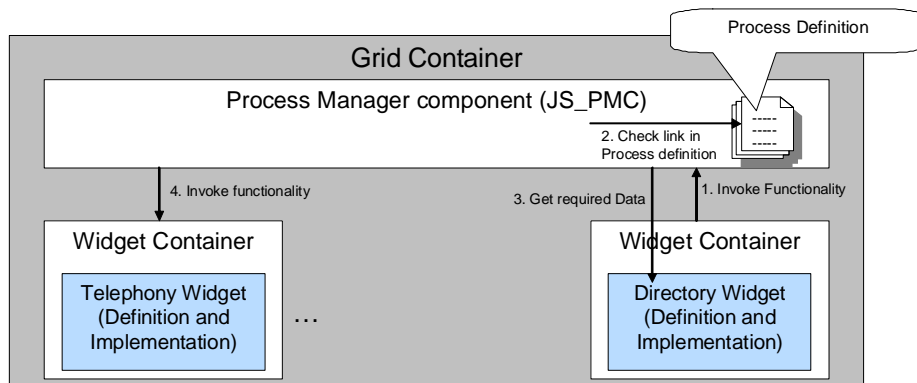 Process Definition
Grid Container
Process Manager component (JS_PMC)
-----
-----
-----
2. Check link in
Process definition
4. Invoke functionality
3. Get required Data
1. Invoke Functionality
Widget Container
Widget Container
Telephony Widget
(Definition and
Implementation)
...
Directory Widget
(Definition and
Implementation)